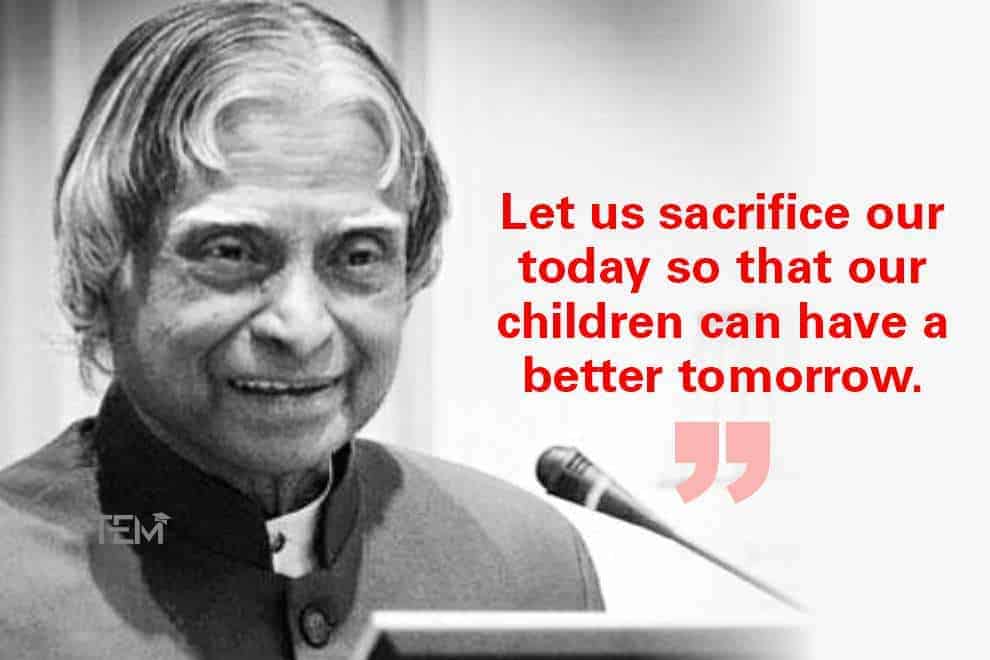 Let us sacrifice our
today so that our
children can have a
better tomorrow.
”
TEM